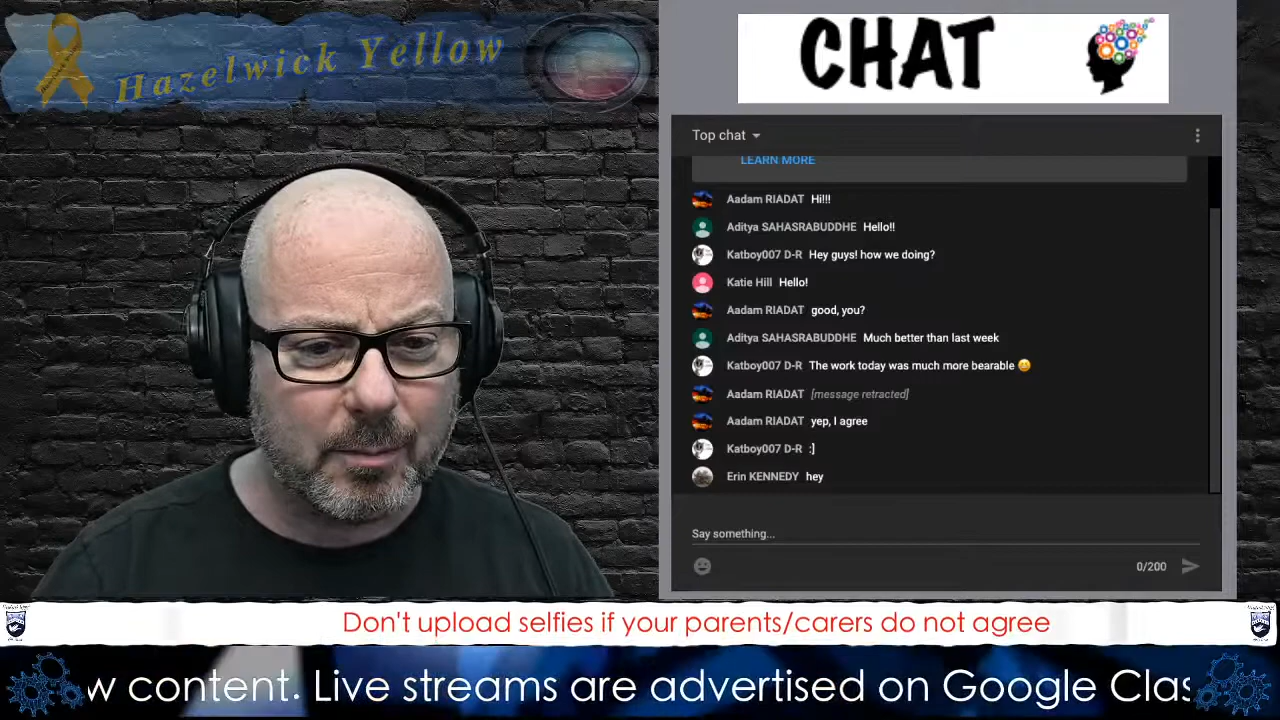 Hazelwick Yellow
CHAT
Top chat
LEARN MORE
Aadam RIADAT Hi!!!
Aditya SAHASRABUDDHE Hello!!
Katboy007 D-R Hey guys! how we doing?
Katie Hill Hello!
Aadam RIADAT good, you?
Aditya SAHASRABUDDHE Much better than last week
Katboy007 D-R The work today was much more bearable 😃
Aadam RIADAT [message retracted]
Aadam RIADAT yep, I agree
Katboy007 D-R :]
Erin KENNEDY hey
Say something...
0/200
Don't upload selfies if your parents/carers do not agree
w content. Live streams are advertised on Google Clas